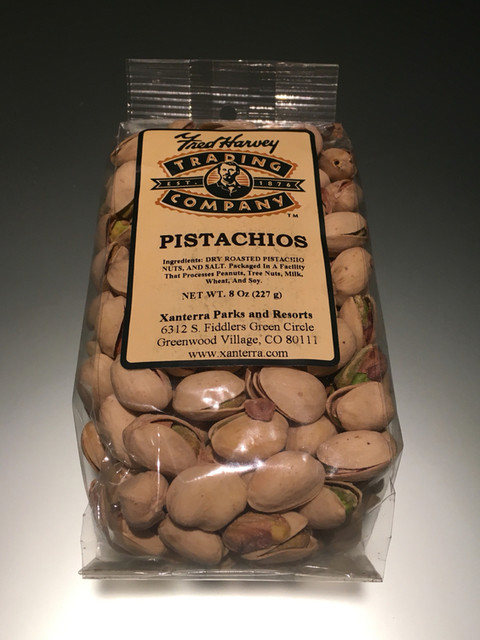 Fred Harvey
TRADING
EST. 1876
COMPANY
TM
PISTACHIOS
Ingredients: DRY ROASTED PISTACHIO
NUTS, AND SALT. Packaged In A Facility
That Processes Peanuts, Tree Nuts, Milk,
Wheat, And Soy.
NET WT. 8 Oz (227 g)
Xanterra Parks and Resorts
6312 S. Fiddlers Green Circle
Greenwood Village, CO 80111
www.xanterra.com